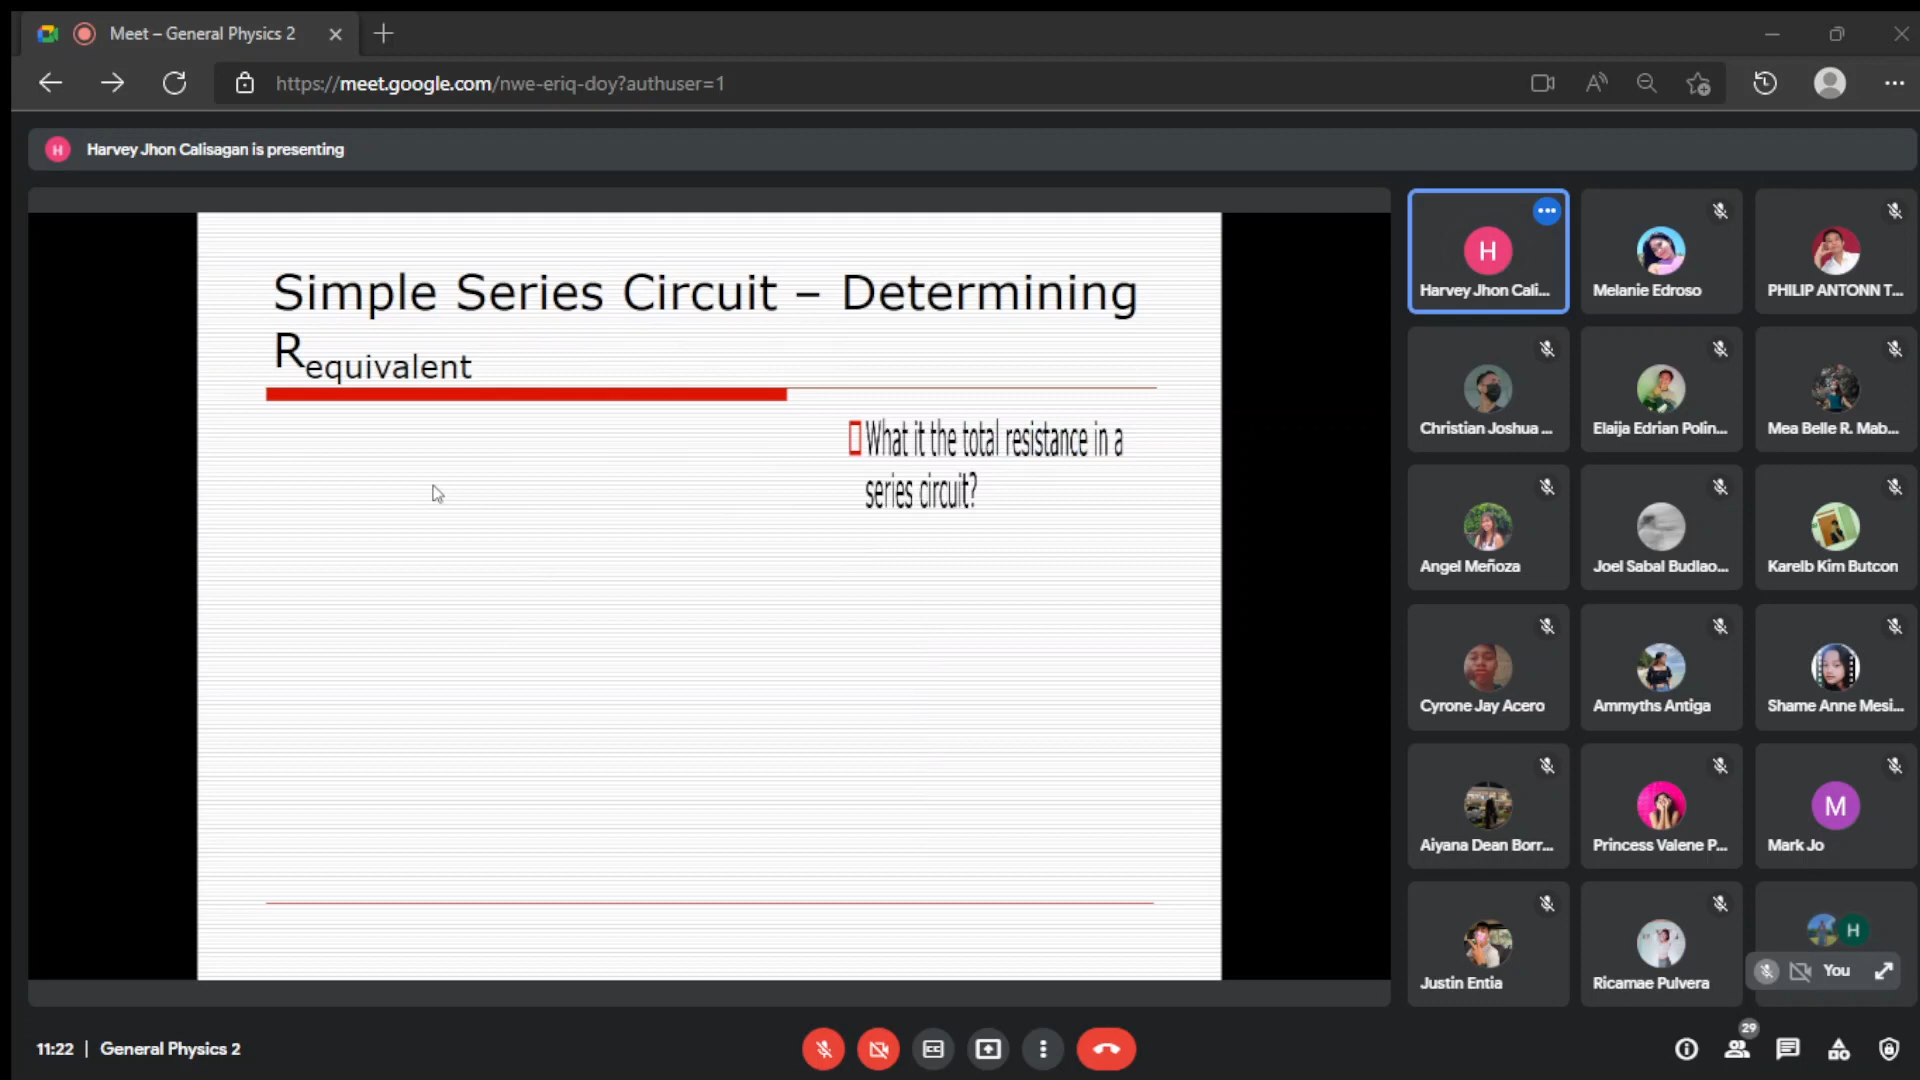 Meet – General Physics 2
https://meet.google.com/nwe-eriq-doy?authuser=1
H
Harvey Jhon Calisagan is presenting
Simple Series Circuit – Determining
Requivalent
What it the total resistance in a
series circuit?
H
Harvey Jhon Cali...
Melanie Edroso
PHILIP ANTONN T...
Christian Joshua ...
Elaija Edrian Polin...
Mea Belle R. Mab...
Angel Meñoza
Joel Sabal Budlao...
Karelb Kim Butcon
Cyrone Jay Acero
Ammyths Antiga
Shame Anne Mesi...
Aiyana Dean Borr...
Princess Valene P...
M
Mark Jo
Justin Entia
Ricamae Pulvera
H
You
11:22 | General Physics 2
29